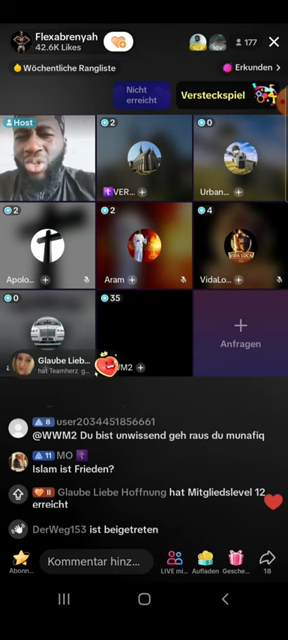 Flexabrenyah
42.6K Likes
177
Wöchentliche Rangliste
Erkunden >
Nicht erreicht
Versteckspiel
Host
2
VER...
0
Urban...
2
Apolo...
2
Aram
4
VidaLo...
0
Glaube Lieb...
hat Teamherz g...
35
M2
Anfragen
8 user2034451856661
@WWM2 Du bist unwissend geh raus du munafiq
11 MO
Islam ist Frieden?
II Glaube Liebe Hoffnung hat Mitgliedslevel 12
erreicht
DerWeg153 ist beigetreten
Abonn...
Kommentar hinz...
LIVE mi...
Aufladen
Gesche...
18